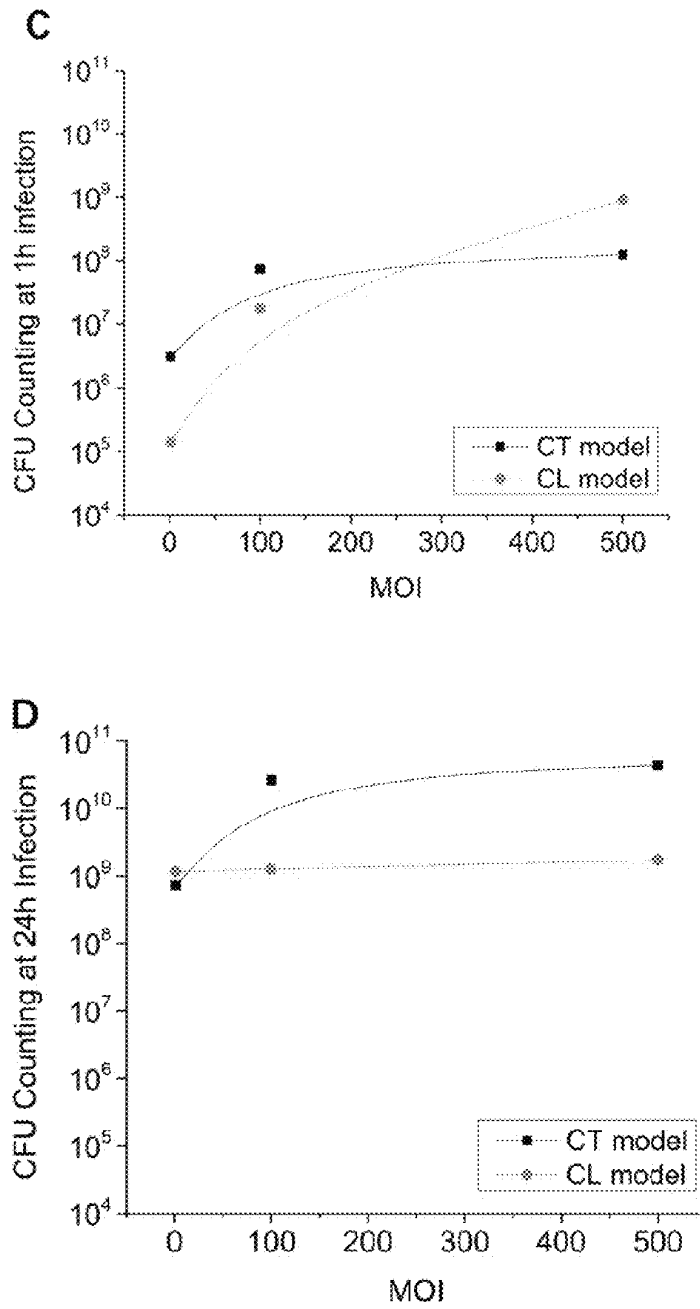 C
CFU Counting at 1h infection
10¹¹
10¹⁰
10⁹
10⁸
10⁷
10⁶
10⁵
10⁴
CT model
CL model
0 100 200 300 400 500
MOI
D
CFU Counting at 24h Infection
10¹¹
10¹⁰
10⁹
10⁸
10⁷
10⁶
10⁵
10⁴
CT model
CL model
0 100 200 300 400 500
MOI